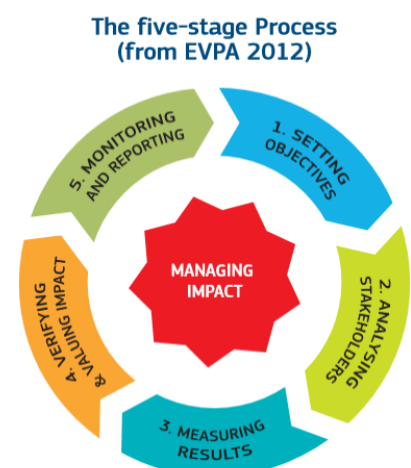 The five-stage Process
(from EVPA 2012)
1. SETTING
OBJECTIVES
2. ANALYSING
STAKEHOLDERS
3. MEASURING
RESULTS
4. VERIFYING
& VALUING IMPACT
5. MONITORING
AND REPORTING
MANAGING
IMPACT